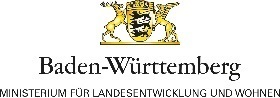 Baden-Württemberg
MINISTERIUM FÜR LANDESENTWICKLUNG UND WOHNEN